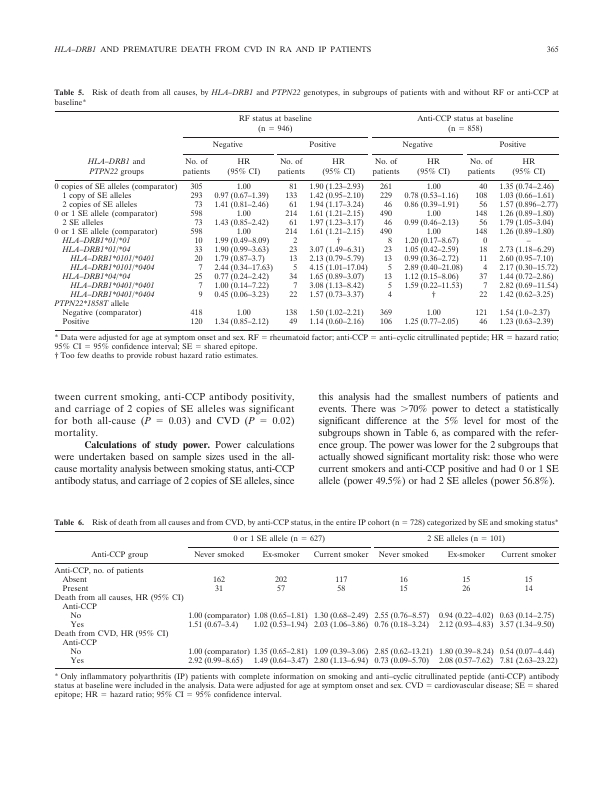 HLA–DRB1 AND PREMATURE DEATH FROM CVD IN RA AND IP PATIENTS 365
Table 5. Risk of death from all causes, by HLA–DRB1 and PTPN22 genotypes, in subgroups of patients with and without RF or anti-CCP at
baseline*
RF status at baseline Anti-CCP status at baseline
(n = 946) (n = 858)
Negative Positive Negative Positive
HLA–DRB1 and No. of HR No. of HR No. of HR No. of HR
PTPN22 groups patients (95% CI) patients (95% CI) patients (95% CI) patients (95% CI)
0 copies of SE alleles (comparator) 305 1.00 81 1.90 (1.23–2.93) 261 1.00 40 1.35 (0.74–2.46)
1 copy of SE alleles 293 0.97 (0.67–1.39) 133 1.42 (0.95–2.10) 229 0.78 (0.53–1.16) 108 1.03 (0.66–1.61)
2 copies of SE alleles 73 1.41 (0.81–2.46) 61 1.94 (1.17–3.24) 46 0.86 (0.39–1.91) 56 1.57 (0.896–2.77)
0 or 1 SE allele (comparator) 598 1.00 214 1.61 (1.21–2.15) 490 1.00 148 1.26 (0.89–1.80)
2 SE alleles 73 1.43 (0.85–2.42) 61 1.97 (1.23–3.17) 46 0.99 (0.46–2.13) 56 1.79 (1.05–3.04)
0 or 1 SE allele (comparator) 598 1.00 214 1.61 (1.21–2.15) 490 1.00 148 1.26 (0.89–1.80)
HLA–DRB1*01/*01 10 1.99 (0.49–8.09) 2 † 8 1.20 (0.17–8.67) 0 –
HLA–DRB1*01/*04 33 1.90 (0.99–3.63) 23 3.07 (1.49–6.31) 23 1.05 (0.42–2.59) 18 2.73 (1.18–6.29)
HLA–DRB1*0101/0401 20 1.79 (0.87–3.7) 13 2.13 (0.79–5.79) 13 0.99 (0.36–2.72) 11 2.60 (0.95–7.10)
HLA–DRB1*0101/0404 7 2.44 (0.34–17.63) 5 4.15 (1.01–17.04) 5 2.89 (0.40–21.08) 4 2.17 (0.30–15.72)
HLA–DRB1*04/*04 25 0.77 (0.24–2.42) 34 1.65 (0.89–3.07) 13 1.12 (0.15–8.06) 37 1.44 (0.72–2.86)
HLA–DRB1*0401/0401 7 1.00 (0.14–7.22) 7 3.08 (1.13–8.42) 5 1.59 (0.22–11.53) 7 2.82 (0.69–11.54)
HLA–DRB1*0401/0404 9 0.45 (0.06–3.23) 22 1.57 (0.73–3.37) 4 † 22 1.42 (0.62–3.25)
PTPN22*1858T allele
Negative (comparator) 418 1.00 138 1.50 (1.02–2.21) 369 1.00 121 1.54 (1.0–2.37)
Positive 120 1.34 (0.85–2.12) 49 1.14 (0.60–2.16) 106 1.25 (0.77–2.05) 46 1.23 (0.63–2.39)
* Data were adjusted for age at symptom onset and sex. RF = rheumatoid factor; anti-CCP = anti–cyclic citrullinated peptide; HR = hazard ratio;
95% CI = 95% confidence interval; SE = shared epitope.
† Too few deaths to provide robust hazard ratio estimates.
tween current smoking, anti-CCP antibody positivity,
and carriage of 2 copies of SE alleles was significant
for both all-cause (P = 0.03) and CVD (P = 0.02)
mortality.
Calculations of study power. Power calculations
were undertaken based on sample sizes used in the all-
cause mortality analysis between smoking status, anti-CCP
antibody status, and carriage of 2 copies of SE alleles, since
this analysis had the smallest numbers of patients and
events. There was >70% power to detect a statistically
significant difference at the 5% level for most of the
subgroups shown in Table 6, as compared with the refer-
ence group. The power was lower for the 2 subgroups that
actually showed significant mortality risk: those who were
current smokers and anti-CCP positive and had 0 or 1 SE
allele (power 49.5%) or had 2 SE alleles (power 56.8%).
Table 6. Risk of death from all causes and from CVD, by anti-CCP status, in the entire IP cohort (n = 728) categorized by SE and smoking status*
0 or 1 SE allele (n = 627) 2 SE alleles (n = 101)
Anti-CCP group Never smoked Ex-smoker Current smoker Never smoked Ex-smoker Current smoker
Anti-CCP, no. of patients
Absent 162 202 117 16 15 15
Present 31 57 58 15 26 14
Death from all causes, HR (95% CI)
Anti-CCP
No 1.00 (comparator) 1.08 (0.65–1.81) 1.30 (0.68–2.49) 2.55 (0.76–8.57) 0.94 (0.22–4.02) 0.63 (0.14–2.75)
Yes 1.51 (0.67–3.4) 1.02 (0.53–1.94) 2.03 (1.06–3.86) 0.76 (0.18–3.24) 2.12 (0.93–4.83) 3.57 (1.34–9.50)
Death from CVD, HR (95% CI)
Anti-CCP
No 1.00 (comparator) 1.35 (0.65–2.81) 1.09 (0.39–3.06) 2.85 (0.62–13.21) 1.80 (0.39–8.24) 0.54 (0.07–4.44)
Yes 2.92 (0.99–8.65) 1.49 (0.64–3.47) 2.80 (1.13–6.94) 0.73 (0.09–5.70) 2.08 (0.57–7.62) 7.81 (2.63–23.22)
* Only inflammatory polyarthritis (IP) patients with complete information on smoking and anti–cyclic citrullinated peptide (anti-CCP) antibody
status at baseline were included in the analysis. Data were adjusted for age at symptom onset and sex. CVD = cardiovascular disease; SE = shared
epitope; HR = hazard ratio; 95% CI = 95% confidence interval.